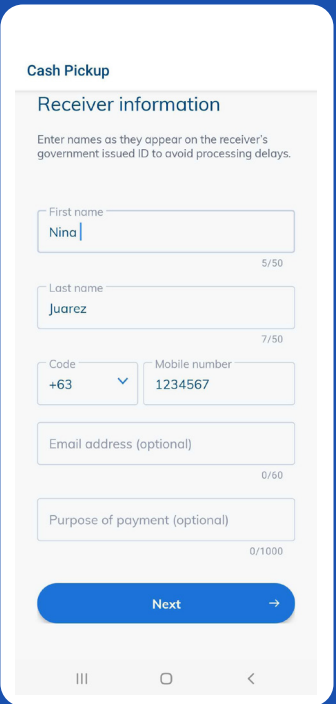 Cash Pickup
Receiver information
Enter names as they appear on the receiver's
government issued ID to avoid processing delays.
First name
Nina
5/50
Last name
Juarez
7/50
Code Mobile number
+63 1234567
Email address (optional)
0/60
Purpose of payment (optional)
0/1000
Next